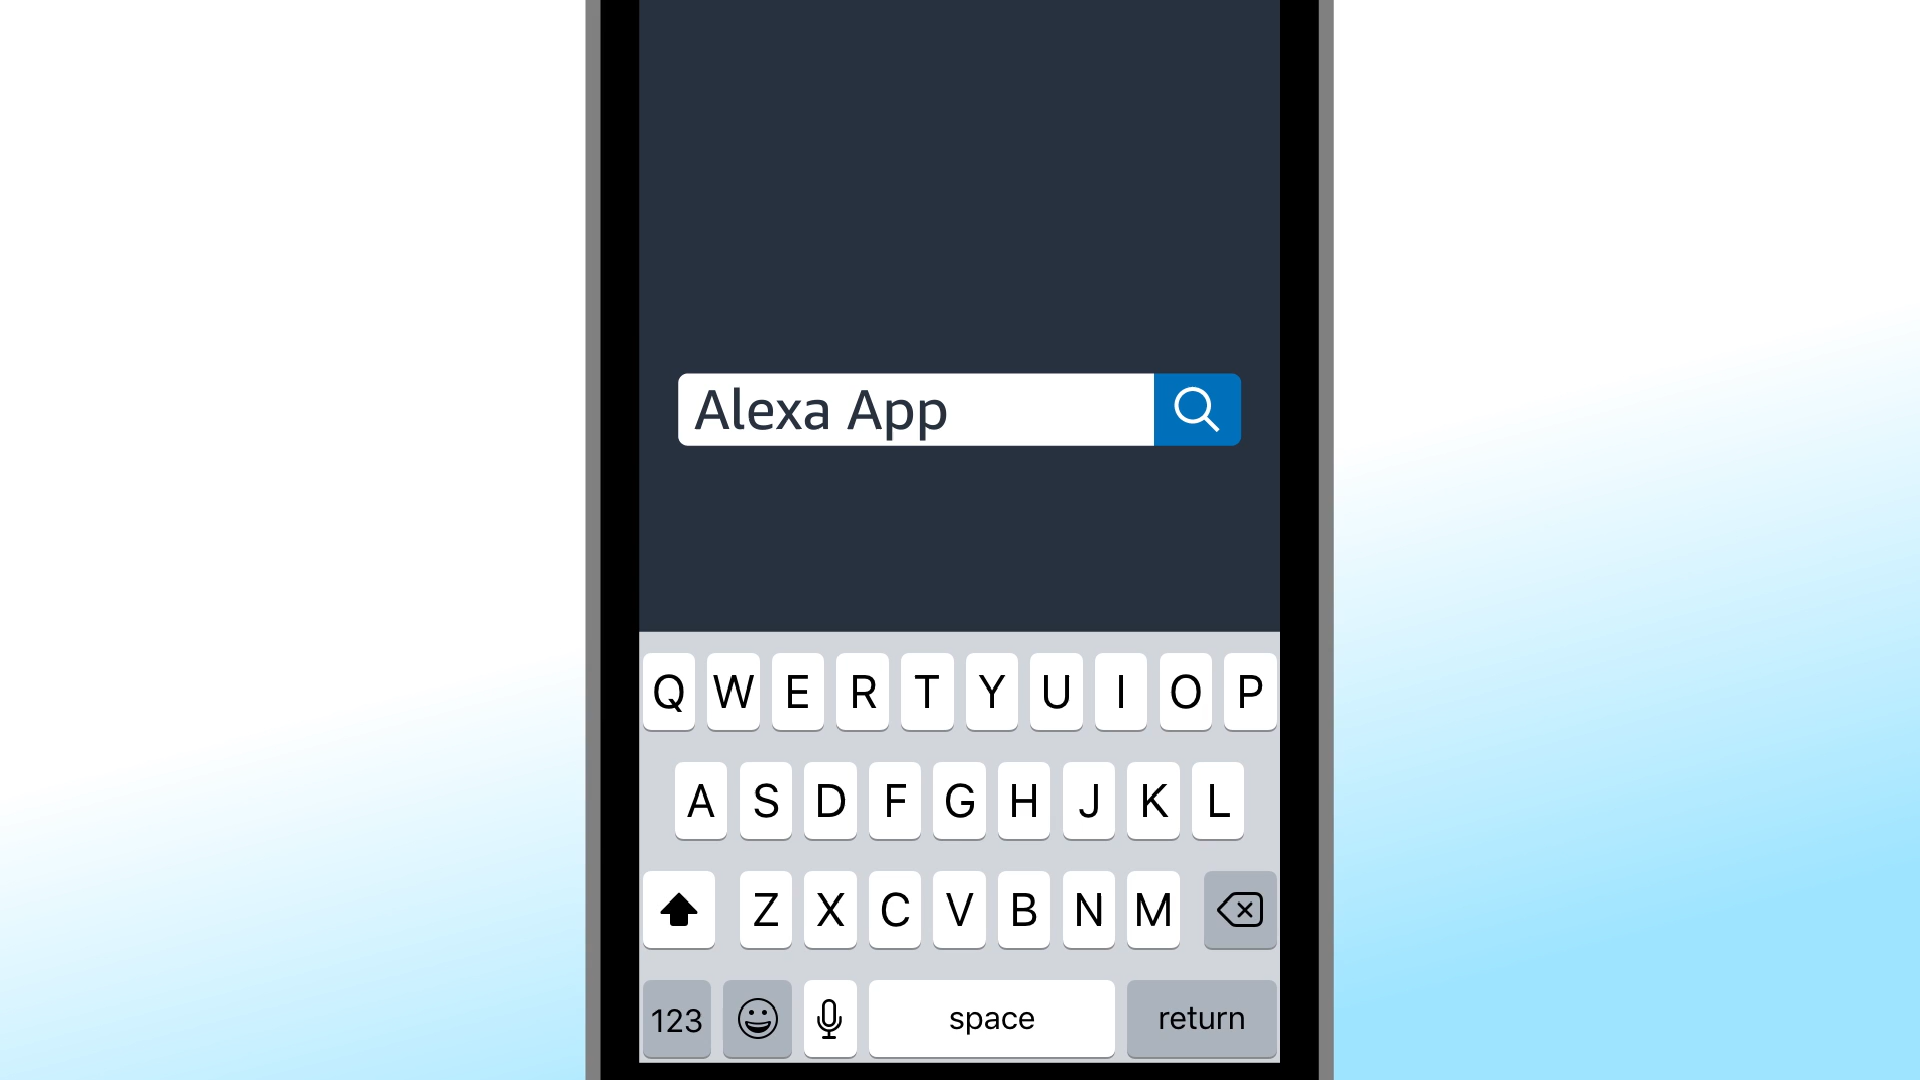 Alexa App
Q W E R T Y U I O P
A S D F G H J K L
Z X C V B N M
123 space return